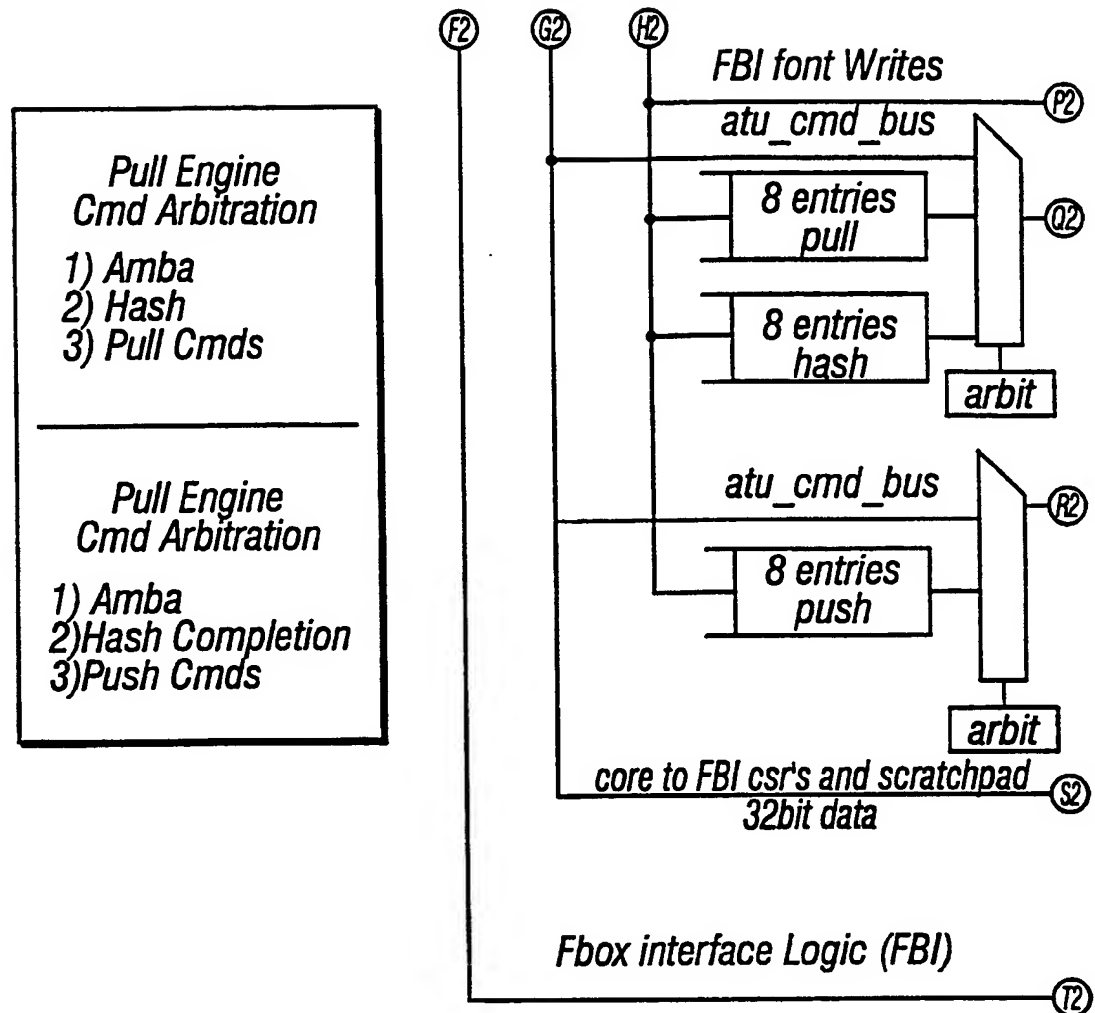 F2
G2
H2
FBI font Writes
P2
atu_cmd_bus
8 entries
pull
Q2
8 entries
hash
arbit
atu_cmd_bus
R2
8 entries
push
arbit
core to FBI csr's and scratchpad
32bit data
S2
Fbox interface Logic (FBI)
T2
Pull Engine
Cmd Arbitration
1) Amba
2) Hash
3) Pull Cmds
Pull Engine
Cmd Arbitration
1) Amba
2)Hash Completion
3)Push Cmds